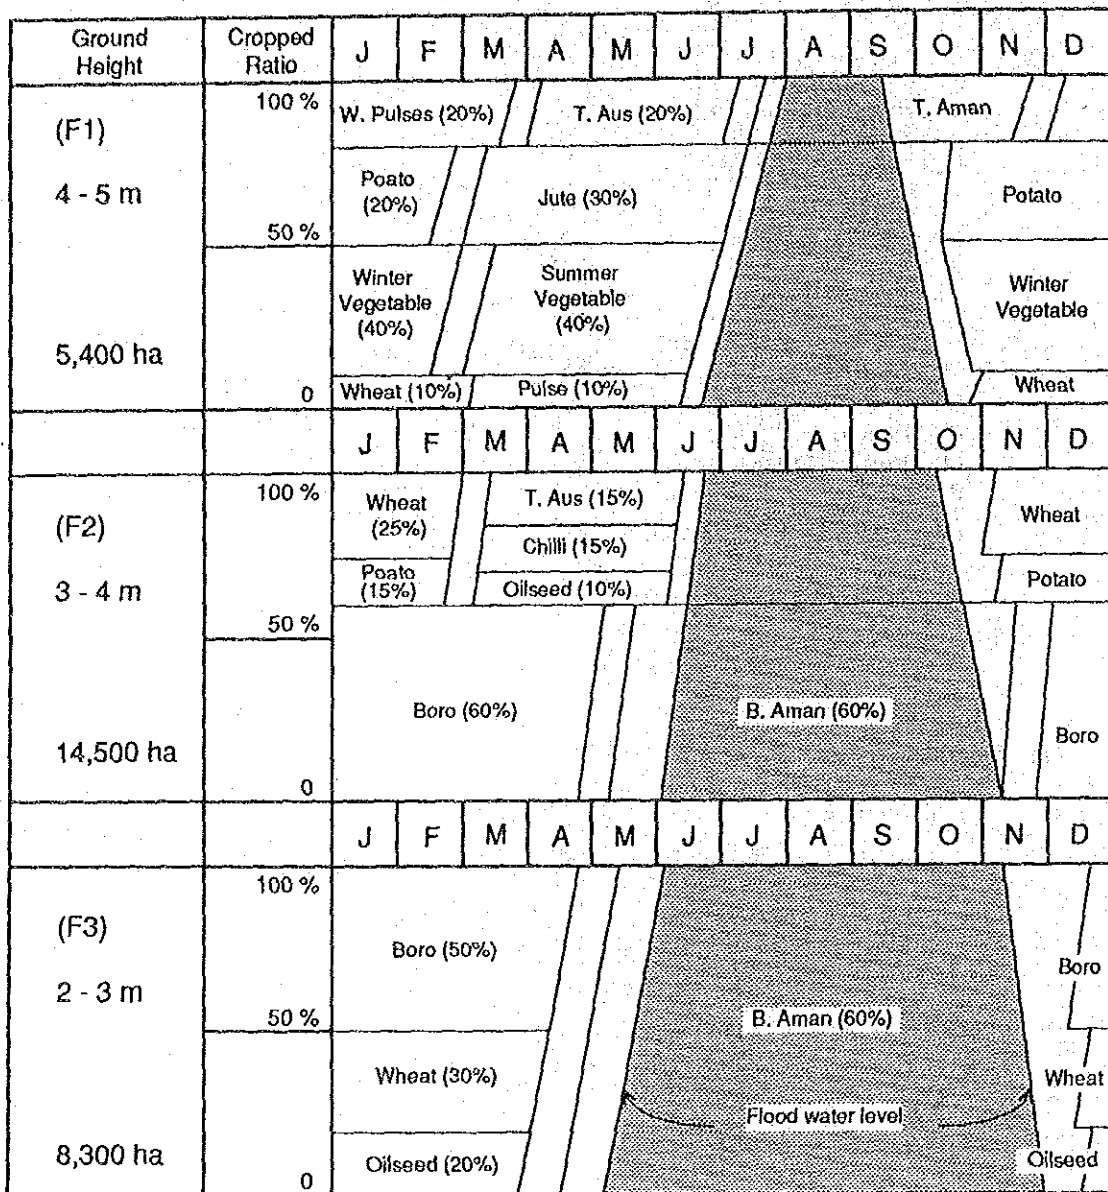 Ground Height
Cropped Ratio
J F M A M J J A S O N D
(F1)
4 - 5 m
5,400 ha
100 %
50 %
0
W. Pulses (20%)
T. Aus (20%)
T. Aman
Poato (20%)
Jute (30%)
Potato
Winter Vegetable (40%)
Summer Vegetable (40%)
Winter Vegetable
Wheat (10%)
Pulse (10%)
Wheat
J F M A M J J A S O N D
(F2)
3 - 4 m
14,500 ha
100 %
50 %
0
Wheat (25%)
T. Aus (15%)
Wheat
Chilli (15%)
Poato (15%)
Oilseed (10%)
Potato
Boro (60%)
B. Aman (60%)
Boro
J F M A M J J A S O N D
(F3)
2 - 3 m
8,300 ha
100 %
50 %
0
Boro (50%)
Boro
B. Aman (60%)
Wheat (30%)
Wheat
Flood water level
Oilseed (20%)
Oilseed